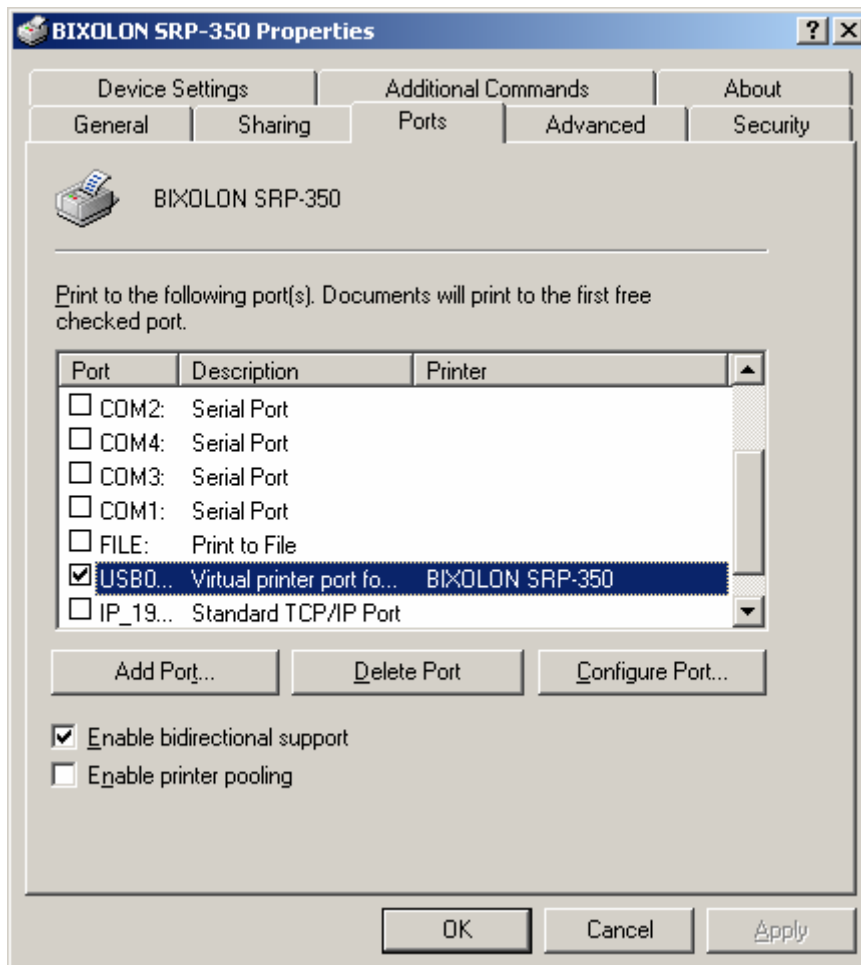 BIXOLON SRP-350 Properties
Device Settings Additional Commands About
General Sharing Ports Advanced Security
BIXOLON SRP-350
Print to the following port(s). Documents will print to the first free
checked port.
Port Description Printer
COM2: Serial Port
COM4: Serial Port
COM3: Serial Port
COM1: Serial Port
FILE: Print to File
USB0... Virtual printer port fo... BIXOLON SRP-350
IP_19... Standard TCP/IP Port
Add Port... Delete Port Configure Port...
Enable bidirectional support
Enable printer pooling
OK Cancel Apply